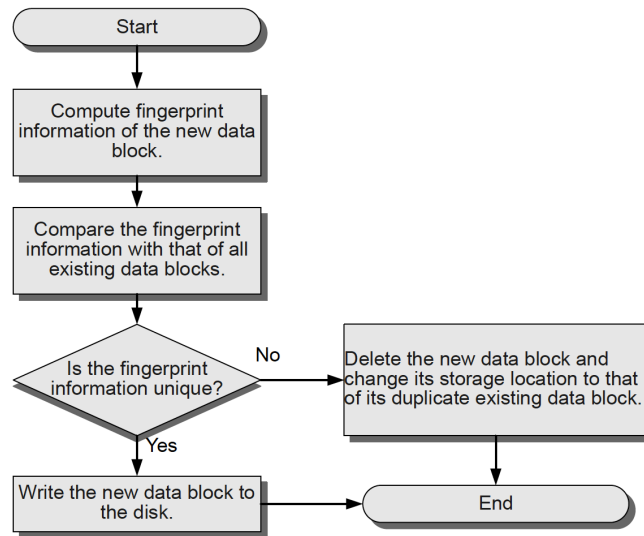 Start
Compute fingerprint
information of the new data
block.
Compare the fingerprint
information with that of all
existing data blocks.
Is the fingerprint
information unique?
No
Delete the new data block and
change its storage location to that
of its duplicate existing data block.
Yes
Write the new data block to
the disk.
End